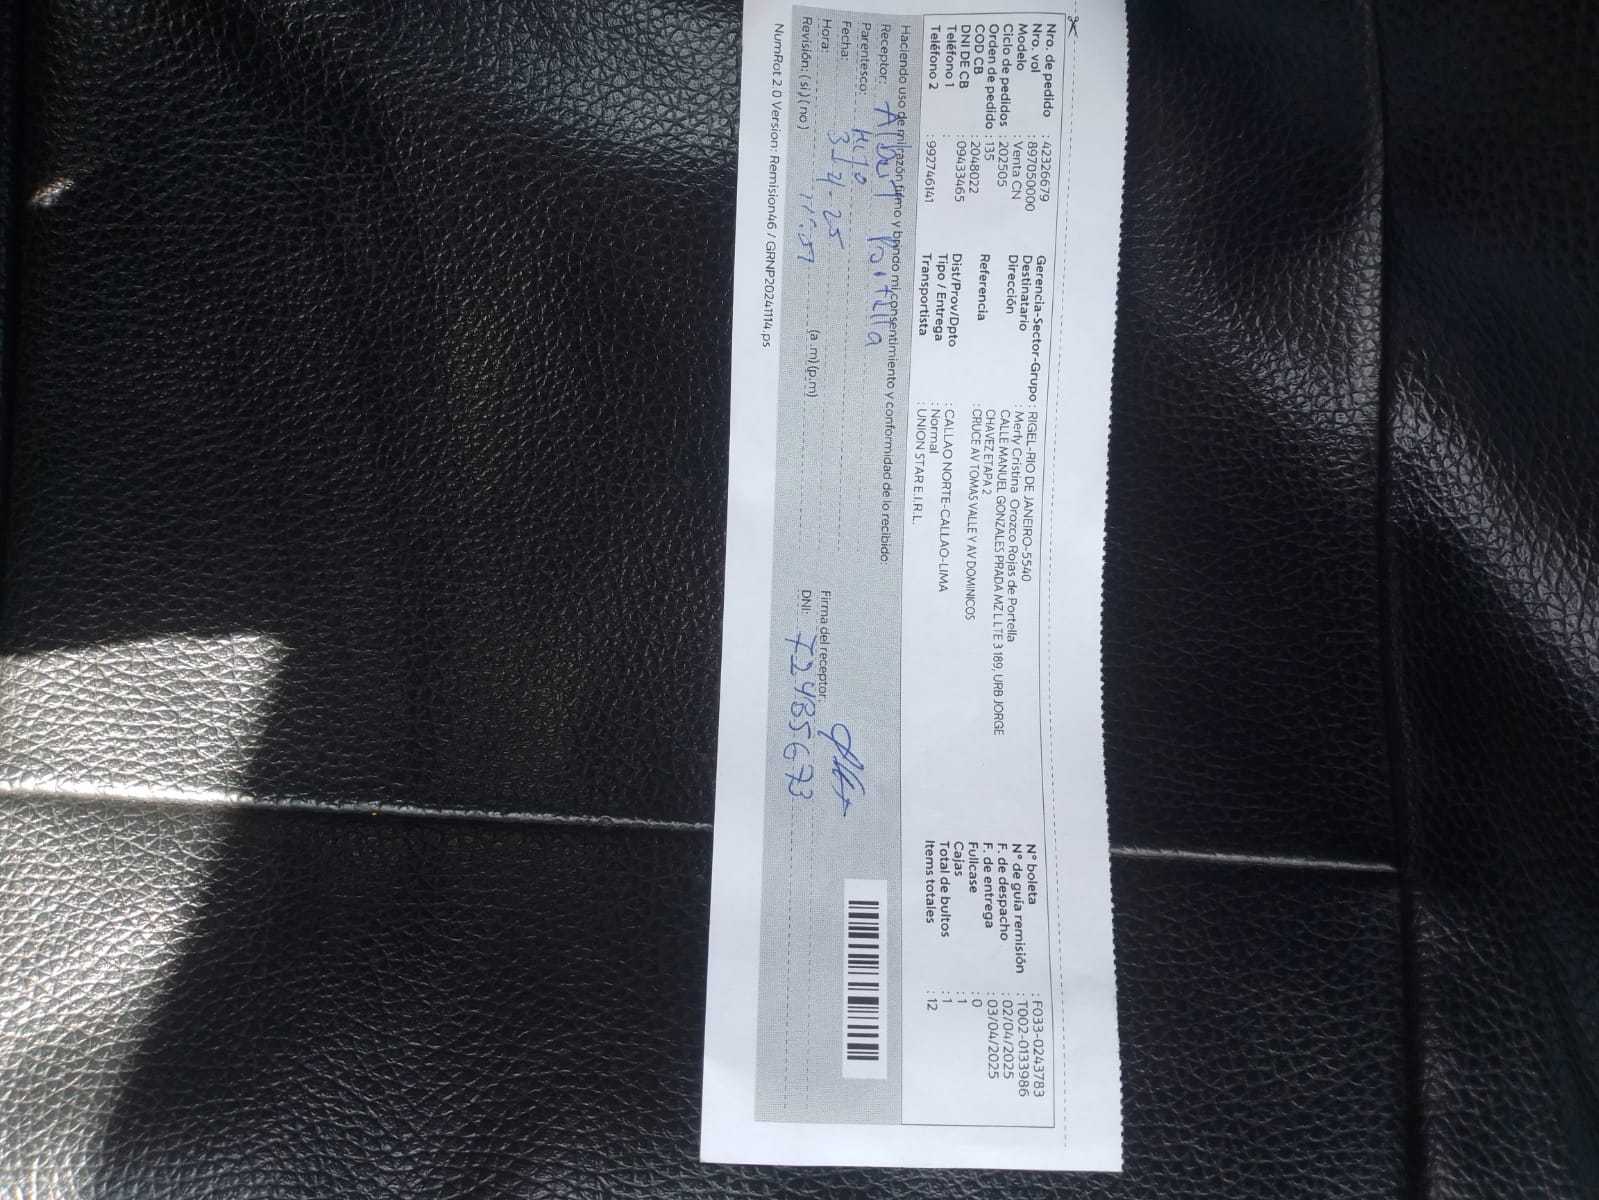 Nro. de pedido : 42326679
Nro. vol : 897050000
Modelo : Venta CN
Ciclo de pedidos : 202505
Orden de pedido : 135
COD CB : 2048022
DNI DE CB : 09433465
Teléfono 1 :
Teléfono 2 : 992746141
Gerencia-Sector-Grupo : RIGEL-RIO DE JANEIRO-5540
Destinatario : Merly Cristina Orozco Rojas de Portella
Dirección : CALLE MANUEL GONZALES PRADA MZ L LTE 3 189, URB JORGE
CHAVEZ ETAPA 2
Referencia : CRUCE AV TOMAS VALLE Y AV DOMINICOS
Dist/Prov/Dpto : CALLAO NORTE-CALLAO-LIMA
Tipo / Entrega : Normal
Transportista : UNION STAR E.I.R.L.
N° boleta : F033-0243783
N° de guía remisión : T002-0133986
F. de despacho : 02/04/2025
F. de entrega : 03/04/2025
Fullcase : 0
Cajas : 1
Total de bultos : 1
Items totales : 12
Haciendo uso de mi razón firmo y brindo mi consentimiento y conformidad de lo recibido:
Receptor: Albert Portella
Parentesco: Hijo
Fecha: 3-4-25
Hora: (a.m)(p.m)
Revisión: (si) (no)
Firma del receptor:
DNI: 72485673
NumRot 2.0 Version: Remision46 / GRNP20241114.ps